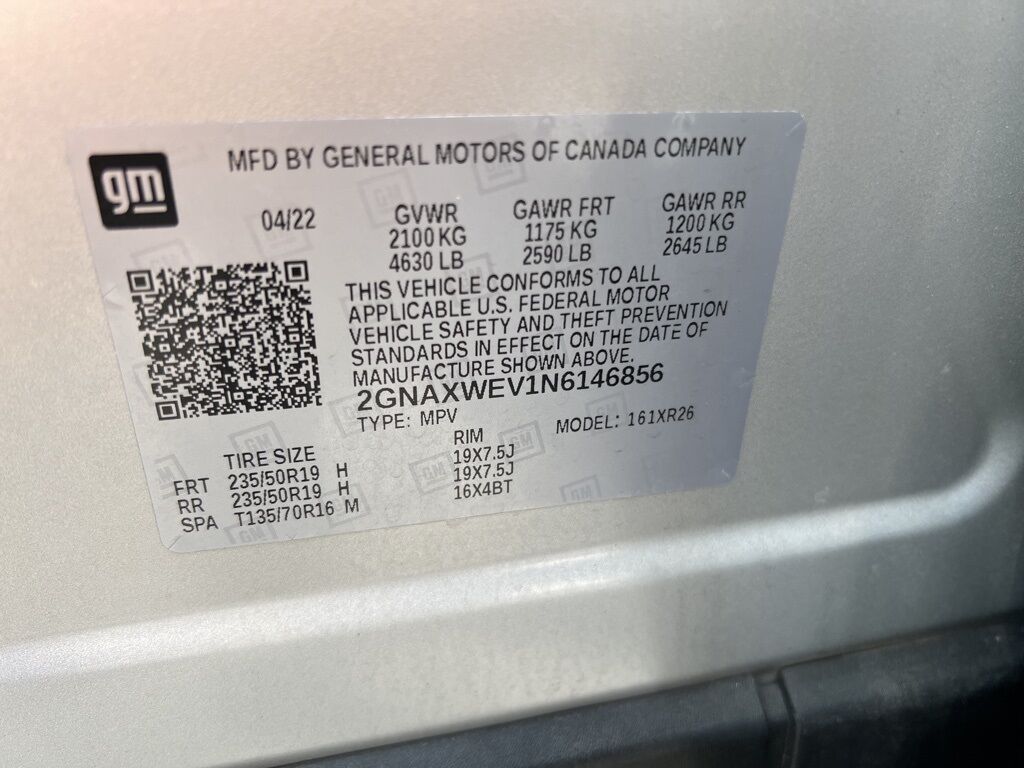 gm
MFD BY GENERAL MOTORS OF CANADA COMPANY
04/22 GVWR GAWR FRT GAWR RR
2100 KG 1175 KG 1200 KG
4630 LB 2590 LB 2645 LB
THIS VEHICLE CONFORMS TO ALL
APPLICABLE U.S. FEDERAL MOTOR
VEHICLE SAFETY AND THEFT PREVENTION
STANDARDS IN EFFECT ON THE DATE OF
MANUFACTURE SHOWN ABOVE.
2GNAXWEV1N6146856
TYPE: MPV MODEL: 161XR26
TIRE SIZE RIM
FRT 235/50R19 H 19X7.5J
RR 235/50R19 H 19X7.5J
SPA T135/70R16 M 16X4BT